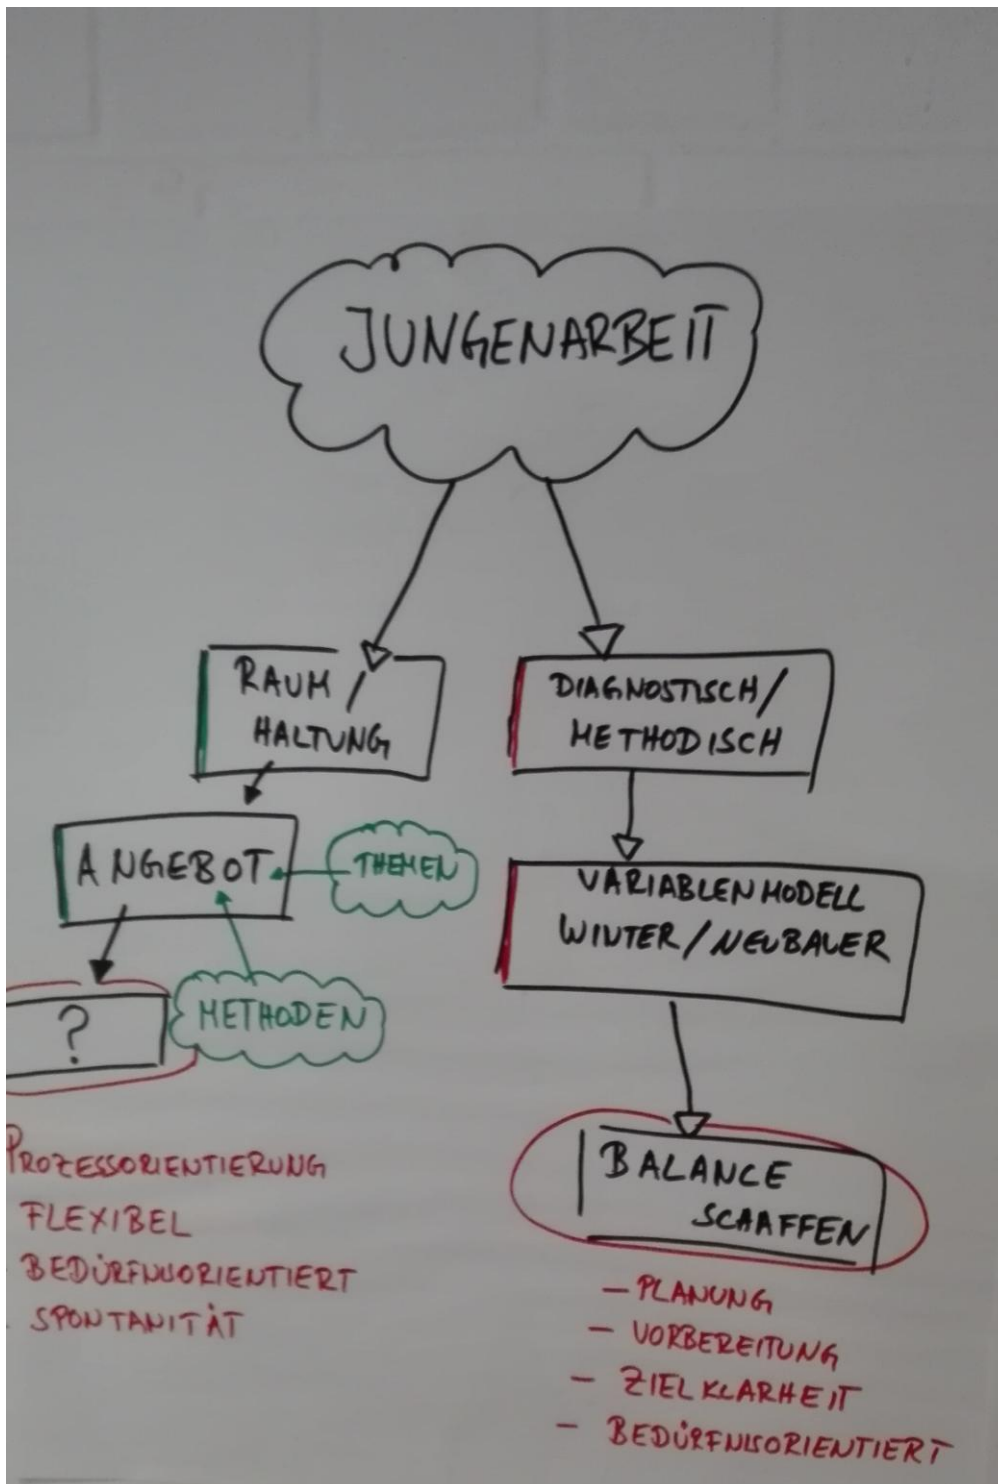 JUNGENARBEIT
RAUM /
HALTUNG
DIAGNOSTISCH/
METHODISCH
ANGEBOT
THEMEN
VARIABLENMODELL
WINTER/NEUBAUER
?
METHODEN
BALANCE
SCHAFFEN
PROZESSORIENTIERUNG
FLEXIBEL
BEDÜRFNISORIENTIERT
SPONTANITÄT
- PLANUNG
- VORBEREITUNG
- ZIELKLARHEIT
- BEDÜRFNISORIENTIERT